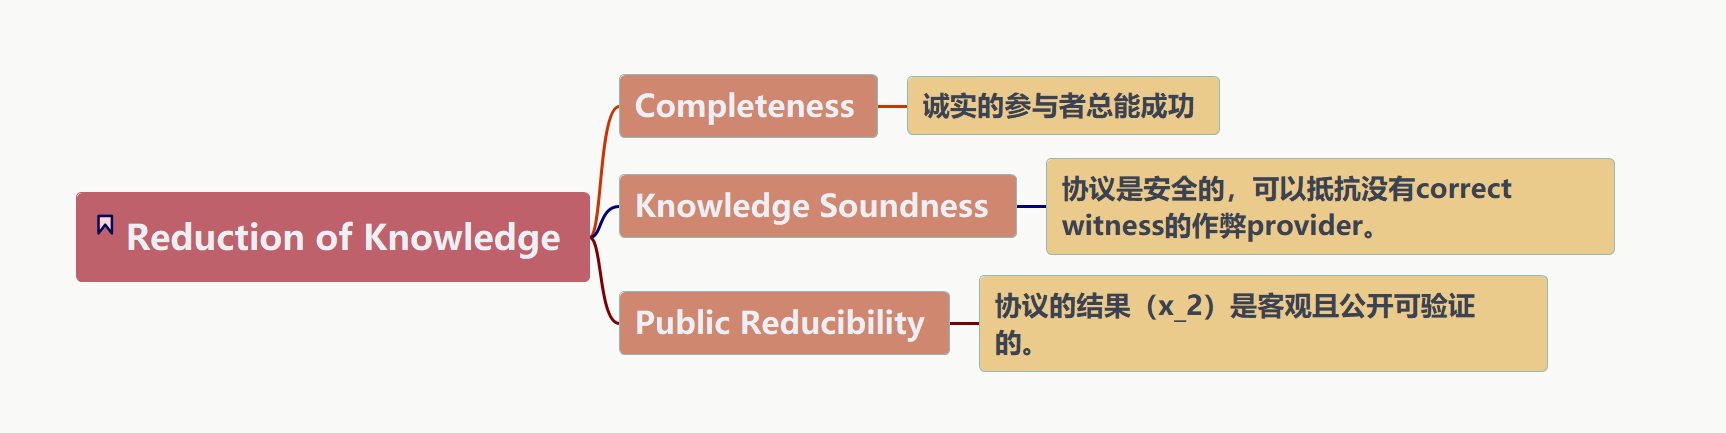 Reduction of Knowledge
Completeness
诚实的参与者总能成功
Knowledge Soundness
协议是安全的，可以抵抗没有correct
witness的作弊provider。
Public Reducibility
协议的结果（x_2）是客观且公开可验证
的。